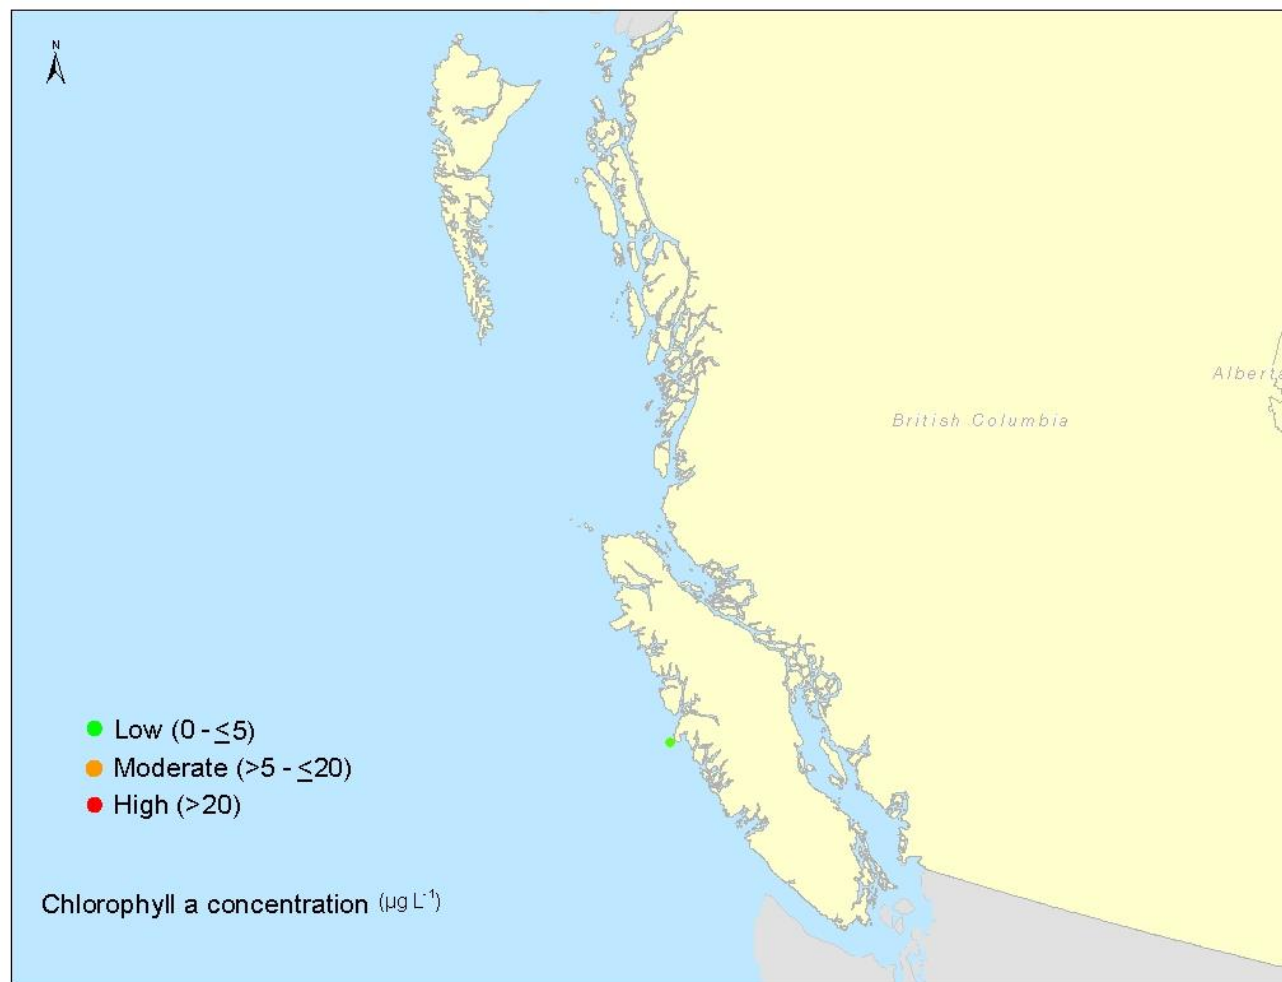 N
Alberta
British Columbia
Low (0 - ≤5)
Moderate (>5 - ≤20)
High (>20)
Chlorophyll a concentration (µg L⁻¹)